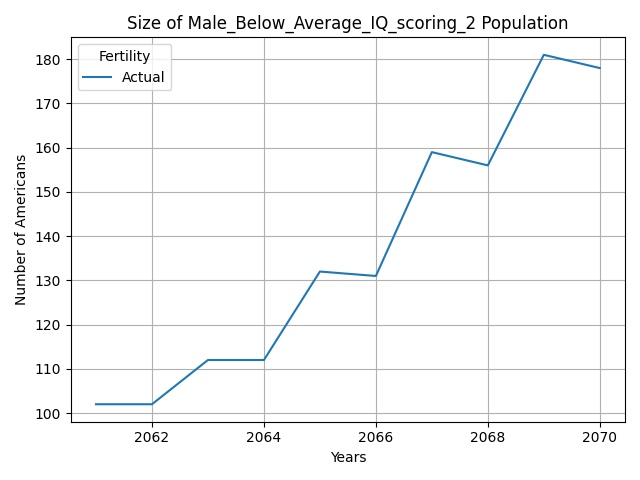 Size of Male_Below_Average_IQ_scoring_2 Population
Fertility
Actual
Number of Americans
180
170
160
150
140
130
120
110
100
2062 2064 2066 2068 2070
Years